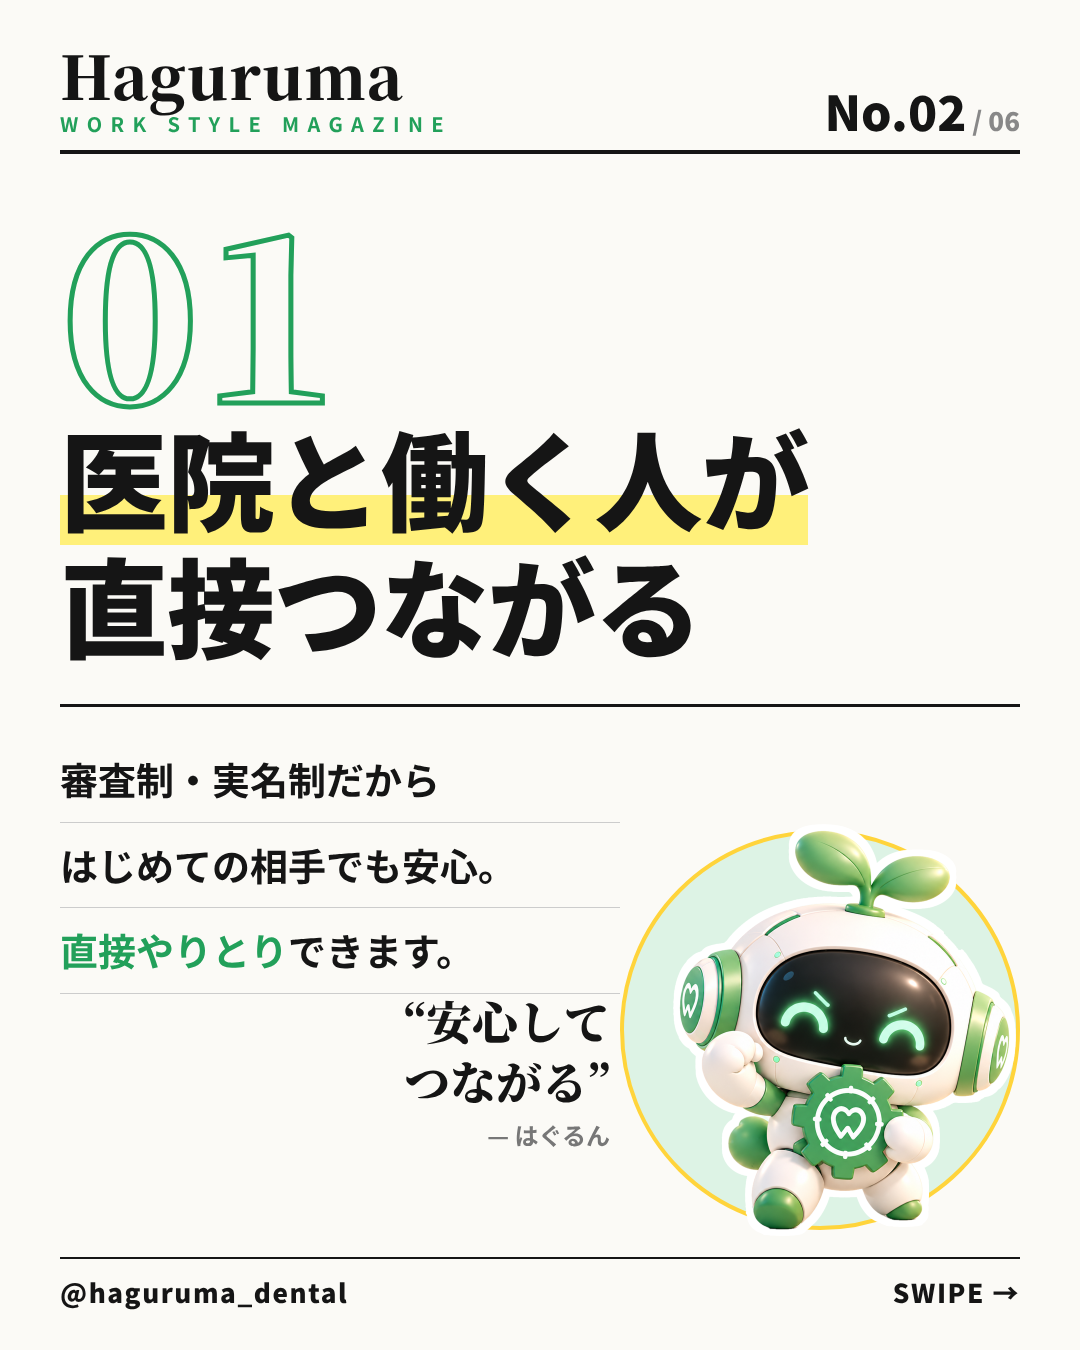 Haguruma
WORK STYLE MAGAZINE
No.02 / 06
01
医院と働く人が
直接つながる
審査制・実名制だから
はじめての相手でも安心。
直接やりとりできます。
“安心して
つながる”
— はぐるん
@haguruma_dental
SWIPE →